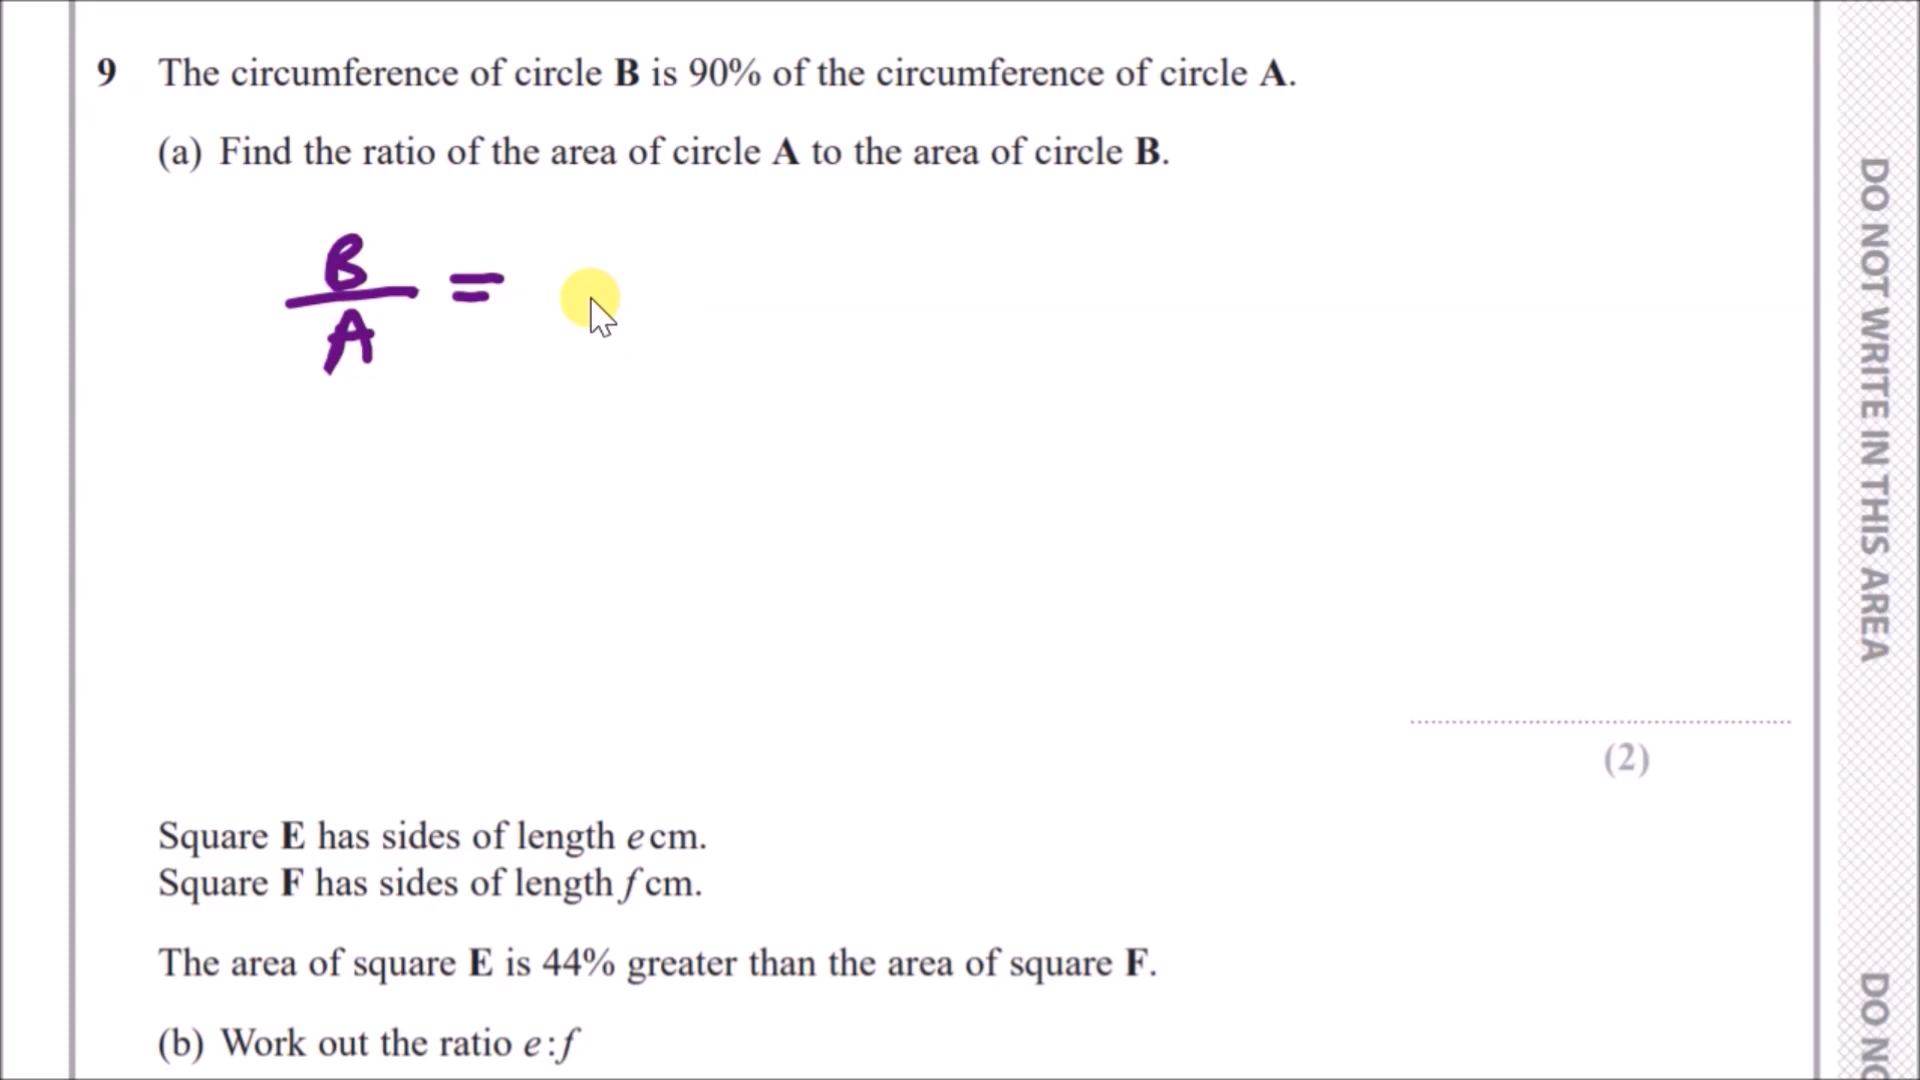 9 The circumference of circle B is 90% of the circumference of circle A.
(a) Find the ratio of the area of circle A to the area of circle B.
B
A
=
(2)
Square E has sides of length e cm.
Square F has sides of length f cm.
The area of square E is 44% greater than the area of square F.
(b) Work out the ratio e : f
DO NOT WRITE IN THIS AREA
DO NO